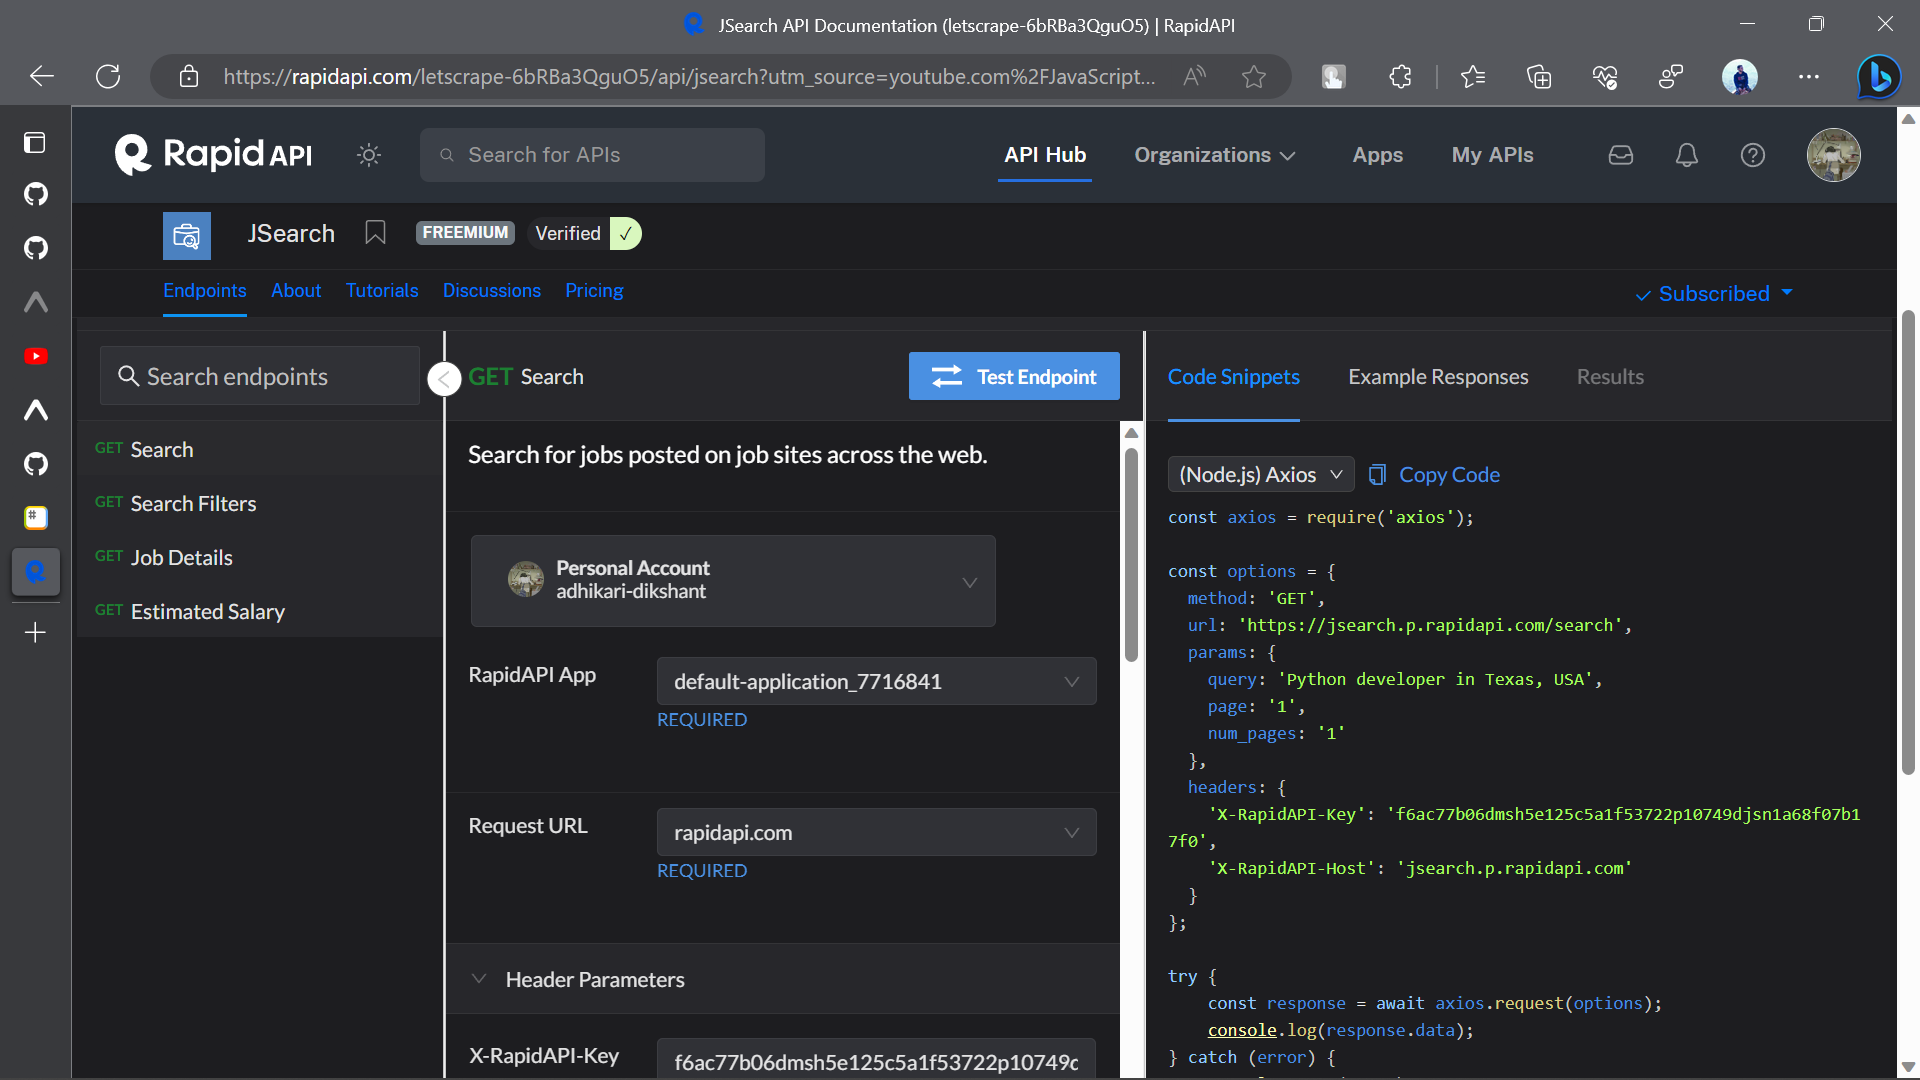 JSearch API Documentation (letscrape-6bRBa3QguO5) | RapidAPI
https://rapidapi.com/letscrape-6bRBa3QguO5/api/jsearch?utm_source=youtube.com%2FJavaScript...
Rapid API
Search for APIs
API Hub
Organizations
Apps
My APIs
JSearch
FREEMIUM
Verified
Endpoints
About
Tutorials
Discussions
Pricing
Subscribed
Search endpoints
GET Search
GET Search Filters
GET Job Details
GET Estimated Salary
GET Search
Test Endpoint
Search for jobs posted on job sites across the web.
Personal Account
adhikari-dikshant
RapidAPI App
default-application_7716841
REQUIRED
Request URL
rapidapi.com
REQUIRED
Header Parameters
X-RapidAPI-Key
f6ac77b06dmsh5e125c5a1f53722p10749c
Code Snippets
Example Responses
Results
(Node.js) Axios
Copy Code
const axios = require('axios');
const options = {
method: 'GET',
url: 'https://jsearch.p.rapidapi.com/search',
params: {
query: 'Python developer in Texas, USA',
page: '1',
num_pages: '1'
},
headers: {
'X-RapidAPI-Key': 'f6ac77b06dmsh5e125c5a1f53722p10749djsn1a68f07b1
7f0',
'X-RapidAPI-Host': 'jsearch.p.rapidapi.com'
}
};
try {
const response = await axios.request(options);
console.log(response.data);
} catch (error) {